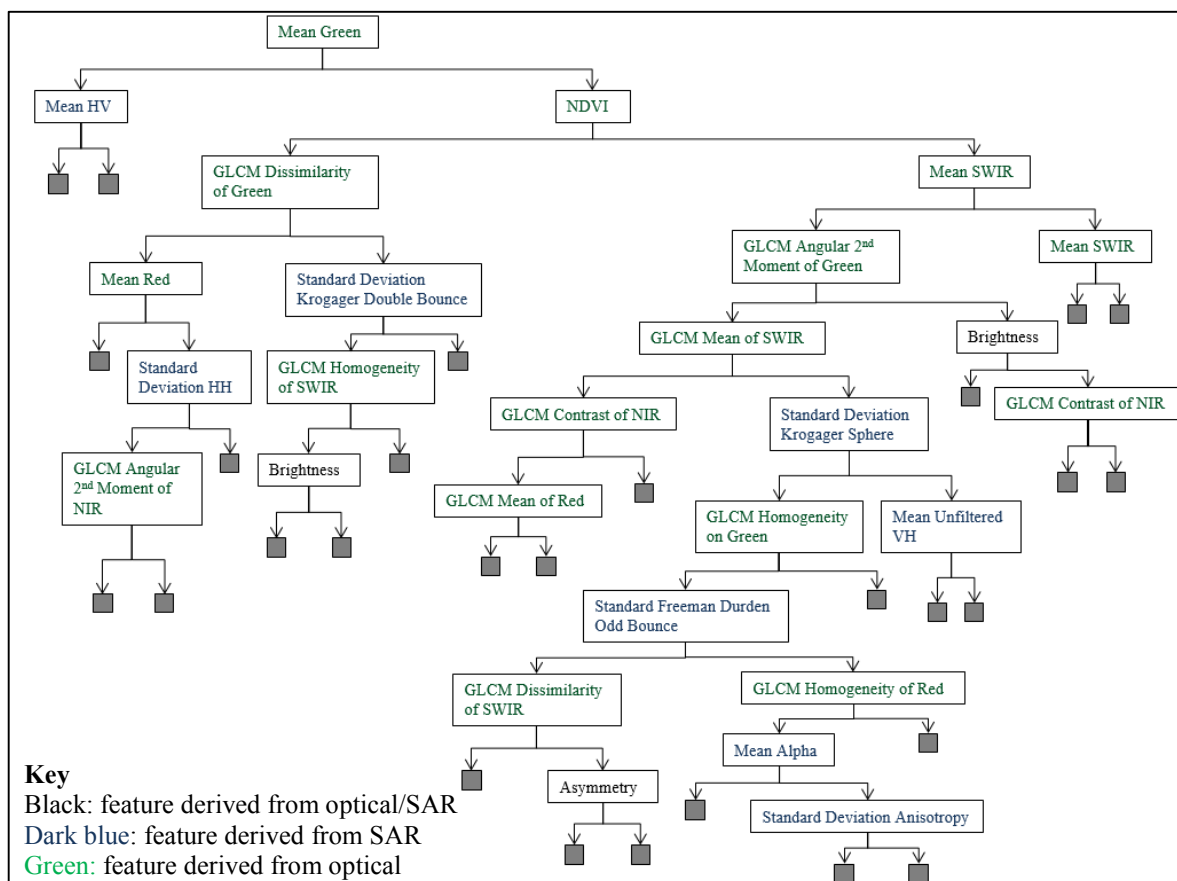 Mean Green
Mean HV
NDVI
GLCM Dissimilarity
of Green
Mean SWIR
GLCM Angular 2nd
Moment of Green
Mean SWIR
Mean Red
Standard Deviation
Krogager Double Bounce
GLCM Mean of SWIR
Brightness
Standard
Deviation HH
GLCM Homogeneity
of SWIR
GLCM Contrast of NIR
Standard Deviation
Krogager Sphere
GLCM Contrast of NIR
GLCM Angular
2nd Moment of
NIR
Brightness
GLCM Mean of Red
GLCM Homogeneity
on Green
Mean Unfiltered
VH
Standard Freeman Durden
Odd Bounce
GLCM Dissimilarity
of SWIR
GLCM Homogeneity of Red
Mean Alpha
Asymmetry
Standard Deviation Anisotropy
Key
Black: feature derived from optical/SAR
Dark blue: feature derived from SAR
Green: feature derived from optical